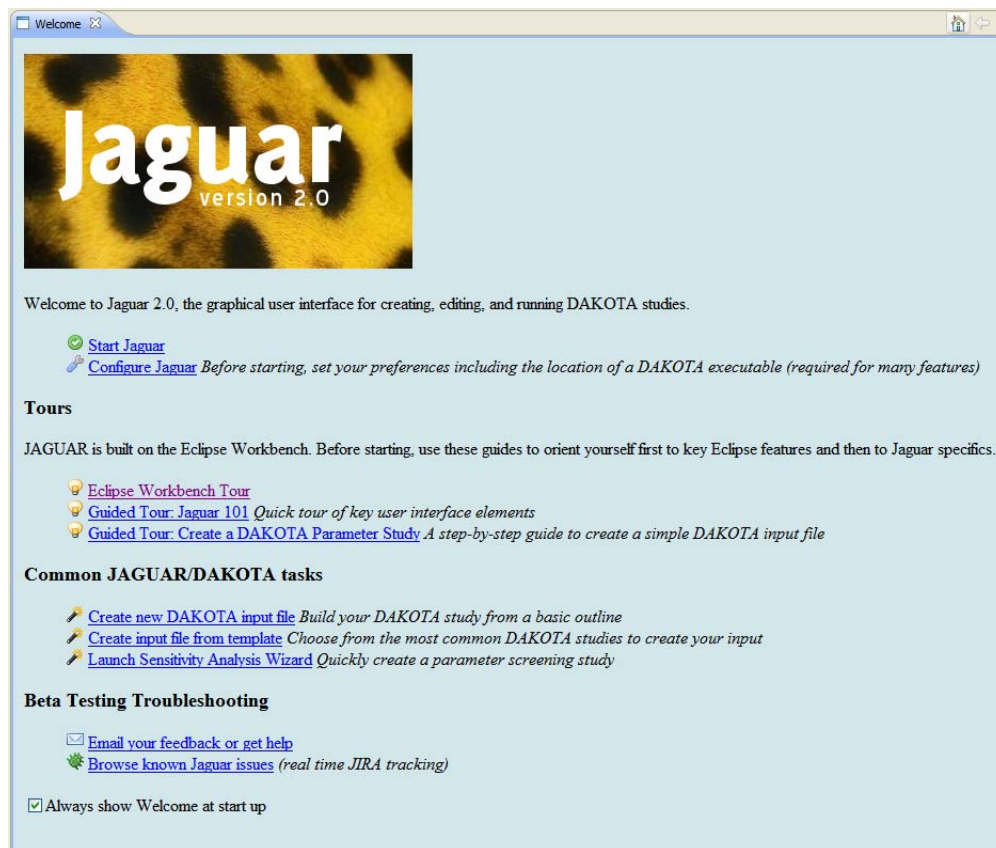 Welcome
Jaguar
version 2.0
Welcome to Jaguar 2.0, the graphical user interface for creating, editing, and running DAKOTA studies.
Start Jaguar
Configure Jaguar Before starting, set your preferences including the location of a DAKOTA executable (required for many features)
Tours
JAGUAR is built on the Eclipse Workbench. Before starting, use these guides to orient yourself first to key Eclipse features and then to Jaguar specifics.
Eclipse Workbench Tour
Guided Tour: Jaguar 101 Quick tour of key user interface elements
Guided Tour: Create a DAKOTA Parameter Study A step-by-step guide to create a simple DAKOTA input file
Common JAGUAR/DAKOTA tasks
Create new DAKOTA input file Build your DAKOTA study from a basic outline
Create input file from template Choose from the most common DAKOTA studies to create your input
Launch Sensitivity Analysis Wizard Quickly create a parameter screening study
Beta Testing Troubleshooting
Email your feedback or get help
Browse known Jaguar issues (real time JIRA tracking)
Always show Welcome at start up